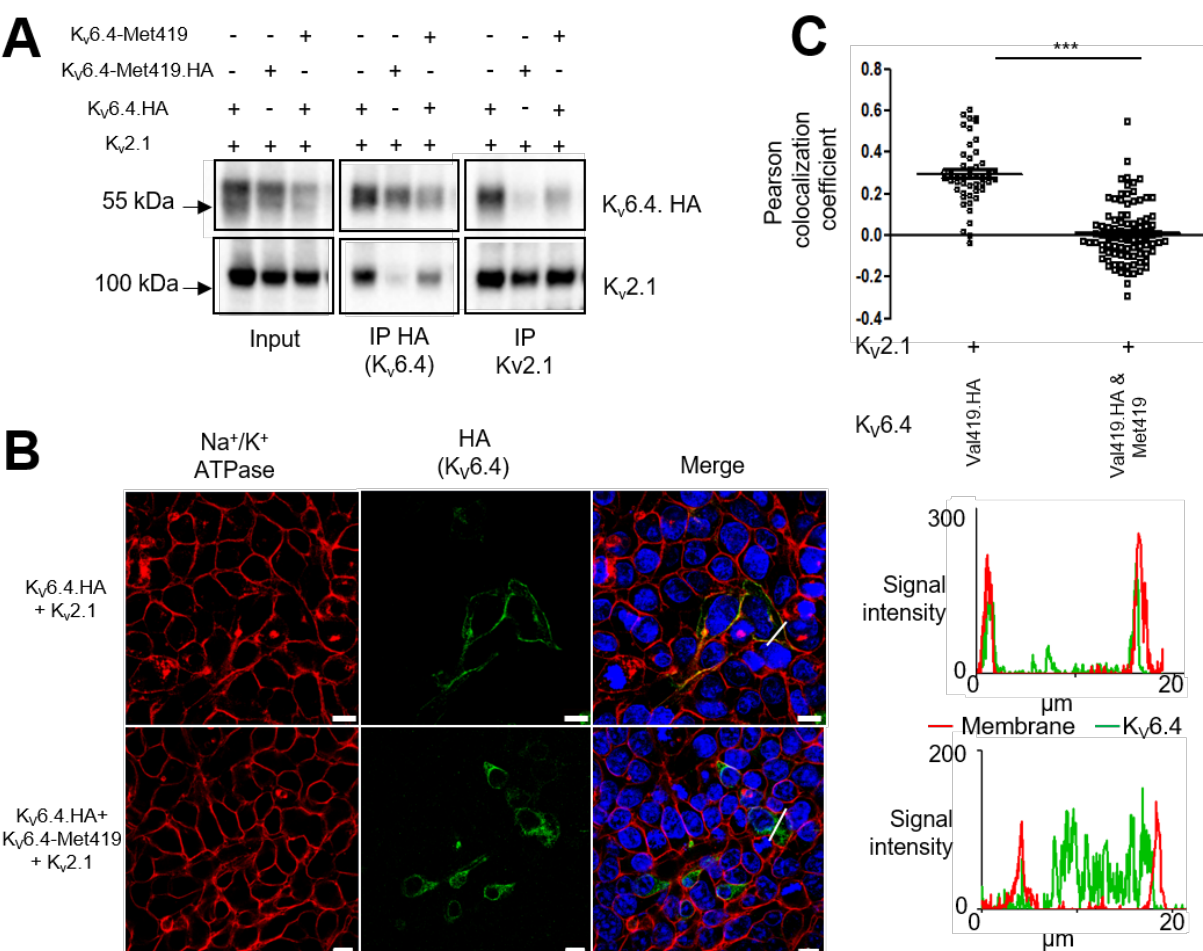 A
Kv6.4-Met419 - - + - - + - - +
KV6.4-Met419.HA - + - - + - - + -
KV6.4.HA + - + + - + + - +
Kv2.1 + + + + + + + + +
55 kDa
Kv6.4. HA
100 kDa
Kv2.1
Input
IP HA
(Kv6.4)
IP
Kv2.1
C
***
Pearson
colocalization
coefficient
0.8
0.6
0.4
0.2
0.0
-0.2
-0.4
KV2.1 + +
KV6.4
Val419.HA
Val419.HA &
Met419
B
Na+/K+
ATPase
HA
(KV6.4)
Merge
KV6.4.HA
+ Kv2.1
KV6.4.HA+
KV6.4-Met419
+ Kv2.1
300
Signal
intensity
0
0
20
µm
Membrane
KV6.4
200
Signal
intensity
0
0
20
µm